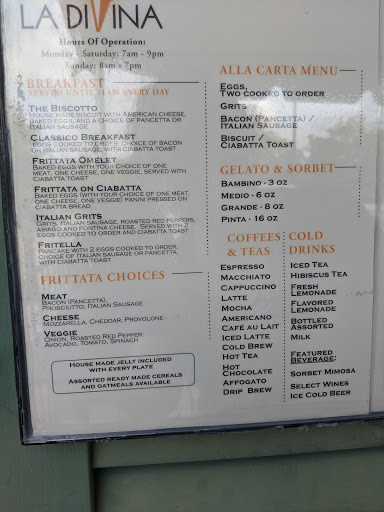 LA DIVINA
Hours Of Operation:
Monday - Saturday: 7am - 9pm
Sunday: 8am - 7pm
BREAKFAST
SERVED UNTIL 11AM EVERY DAY
The Biscotto
House made biscuit with American cheese,
baked eggs, and a choice of pancetta or
Italian sausage.
Classico Breakfast
Eggs cooked to order, choice of bacon
or Italian sausage, with ciabatta toast
Frittata Omelet
Baked eggs with your choice of one
meat, one cheese, one veggie, served with
ciabatta toast
Frittata on Ciabatta
Baked eggs (with your choice of one meat,
one cheese, one veggie) panini pressed on
ciabatta bread
Italian Grits
Grits, Italian sausage, roasted red peppers,
asiago and fontina cheese. Served with 2
eggs cooked to order and ciabatta toast
Fritella
Pancake with 2 eggs cooked to order,
choice of Italian sausage or pancetta,
with ciabatta toast
FRITTATA CHOICES
Meat
Bacon (Pancetta),
Prosciutto, Italian Sausage
Cheese
Mozzarella, Cheddar, Provolone
Veggie
Onion, Roasted Red Pepper,
Avocado, Tomato, Spinach
House made jelly included
with every plate
Assorted ready made cereals
and oatmeals available
ALLA CARTA MENU
Eggs,
Two cooked to order
Grits
Bacon (Pancetta) /
Italian Sausage
Biscuit /
Ciabatta Toast
GELATO & SORBET
Bambino - 3 oz
Medio - 6 oz
Grande - 8 oz
Pinta - 16 oz
COFFEES
& TEAS
Espresso
Macchiato
Cappuccino
Latte
Mocha
Americano
Café au Lait
Iced Latte
Cold Brew
Hot Tea
Hot
Chocolate
Affogato
Drip Brew
COLD
DRINKS
Iced Tea
Hibiscus Tea
Fresh
Lemonade
Flavored
Lemonade
Bottled
Assorted
Milk
Featured
Beverage:
Sorbet Mimosa
Select Wines
Ice Cold Beer